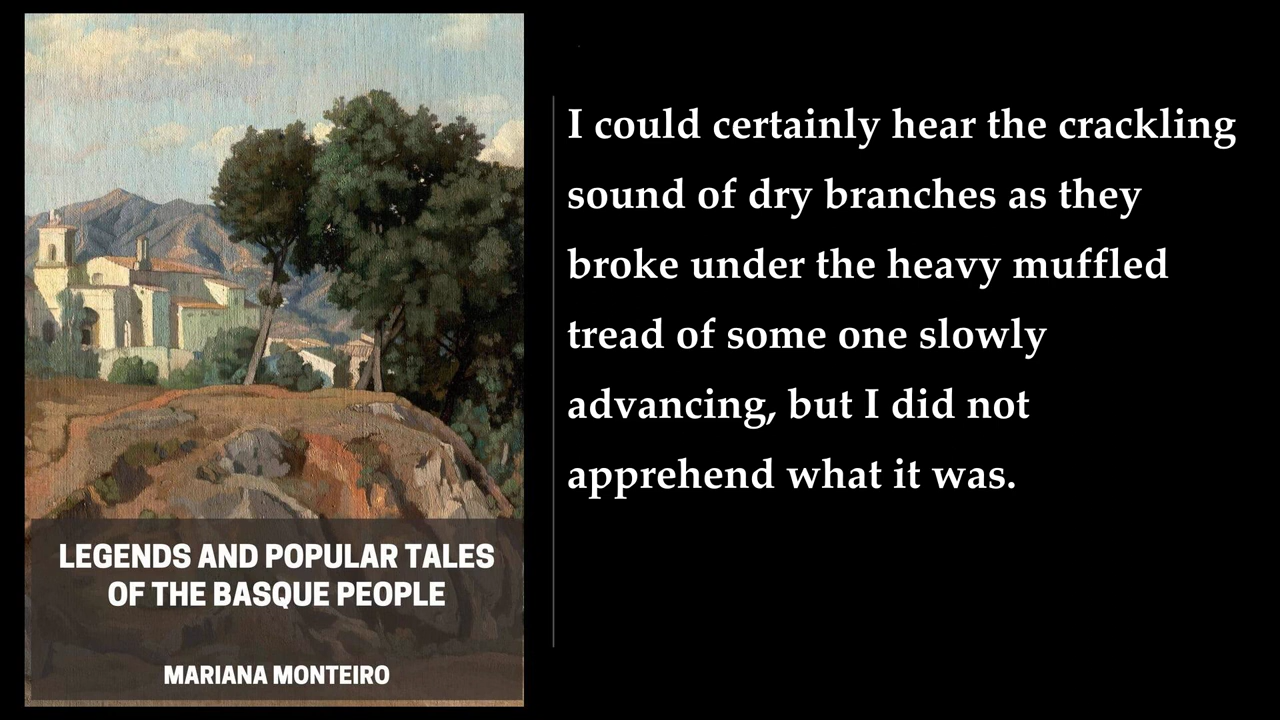 I could certainly hear the crackling
sound of dry branches as they
broke under the heavy muffled
tread of some one slowly
advancing, but I did not
apprehend what it was.
LEGENDS AND POPULAR TALES
OF THE BASQUE PEOPLE
MARIANA MONTEIRO